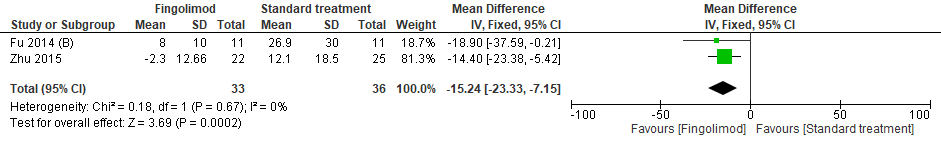 Fingolimod Standard treatment Mean Difference Mean Difference
Study or Subgroup Mean SD Total Mean SD Total Weight IV, Fixed, 95% CI IV, Fixed, 95% CI
Fu 2014 (B) 8 10 11 26.9 30 11 18.7% -18.90 [-37.59, -0.21]
Zhu 2015 -2.3 12.66 22 12.1 18.5 25 81.3% -14.40 [-23.38, -5.42]
Total (95% CI) 33 36 100.0% -15.24 [-23.33, -7.15]
Heterogeneity: Chi² = 0.18, df = 1 (P = 0.67); I² = 0%
Test for overall effect: Z = 3.69 (P = 0.0002)
-100 -50 0 50 100
Favours [Fingolimod] Favours [Standard treatment]